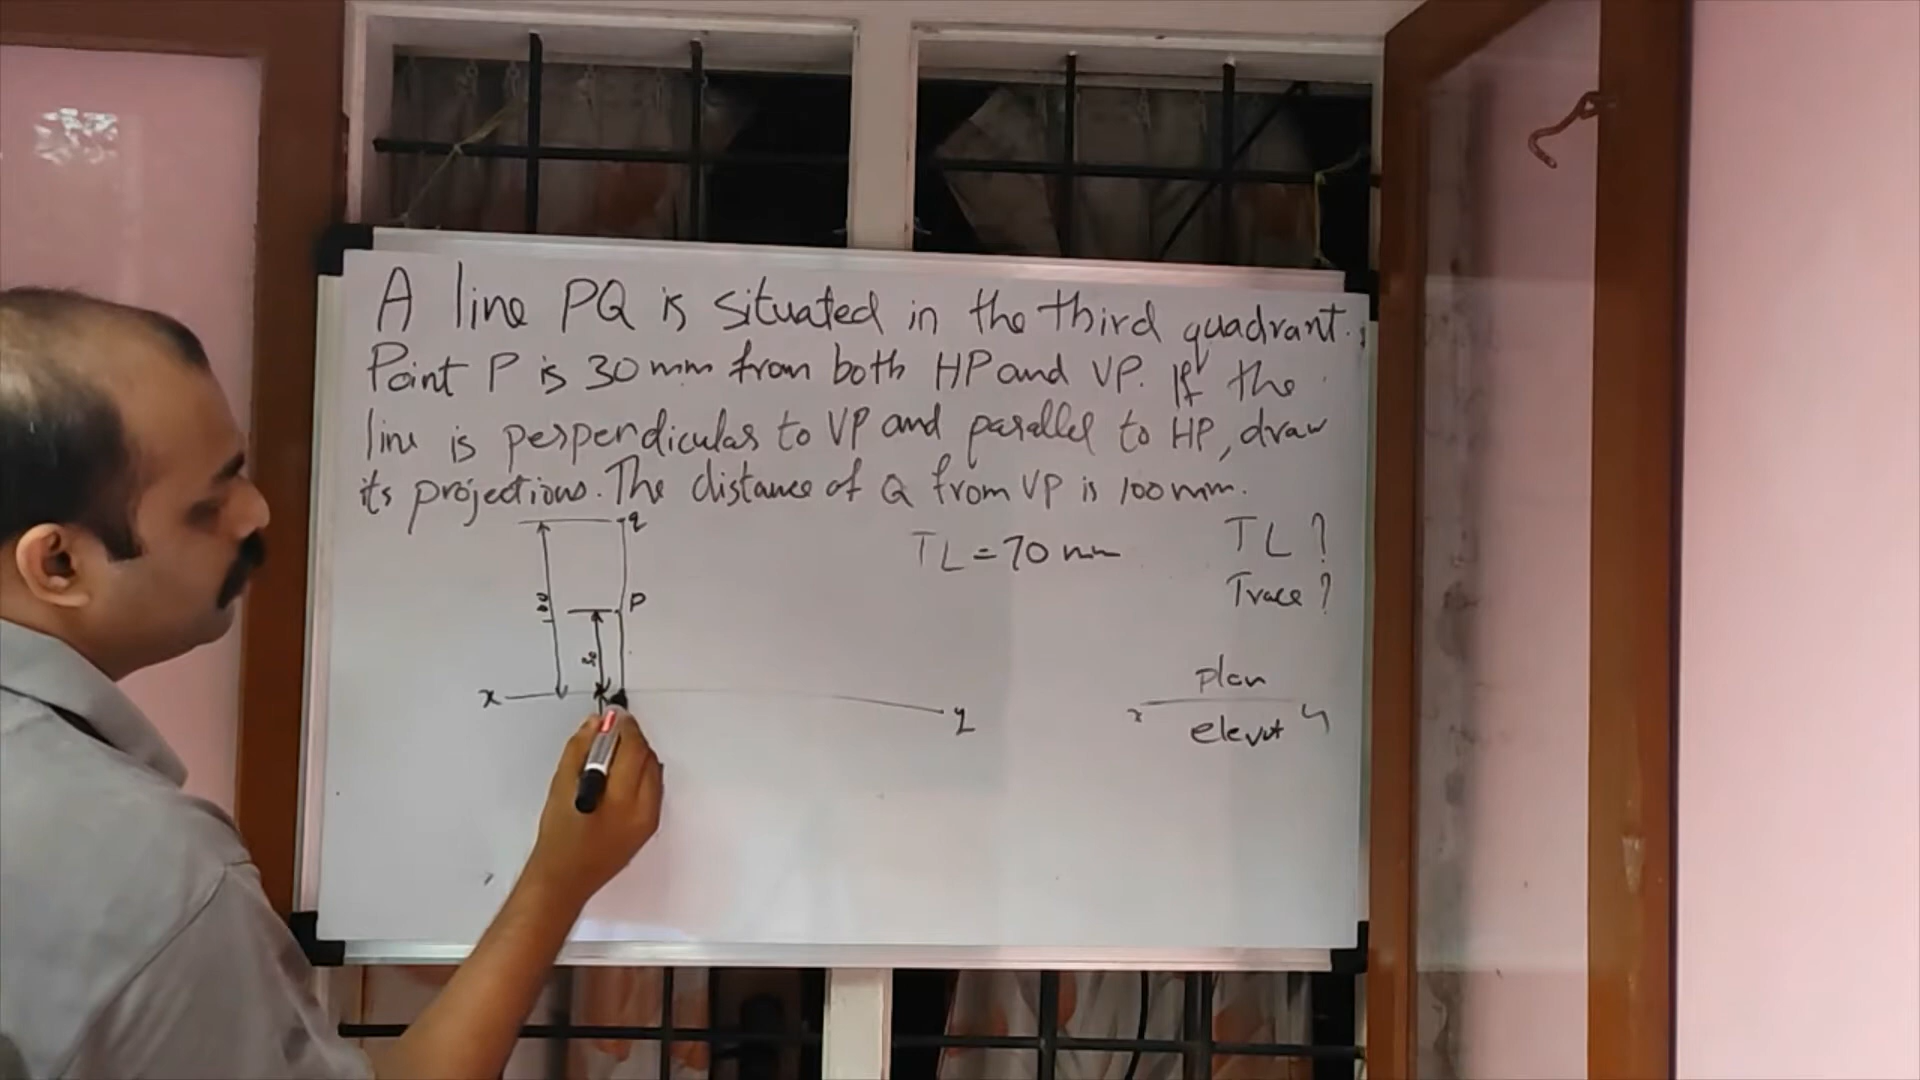 A line PQ is situated in the third quadrant.
Point P is 30mm from both HP and VP. If the
line is perpendicular to VP and parallel to HP, draw
its projections. The distance of Q from VP is 100mm.
q
TL = 70 mm
TL ?
Trace ?
100
P
30
x
y
plan
x
y
elevat